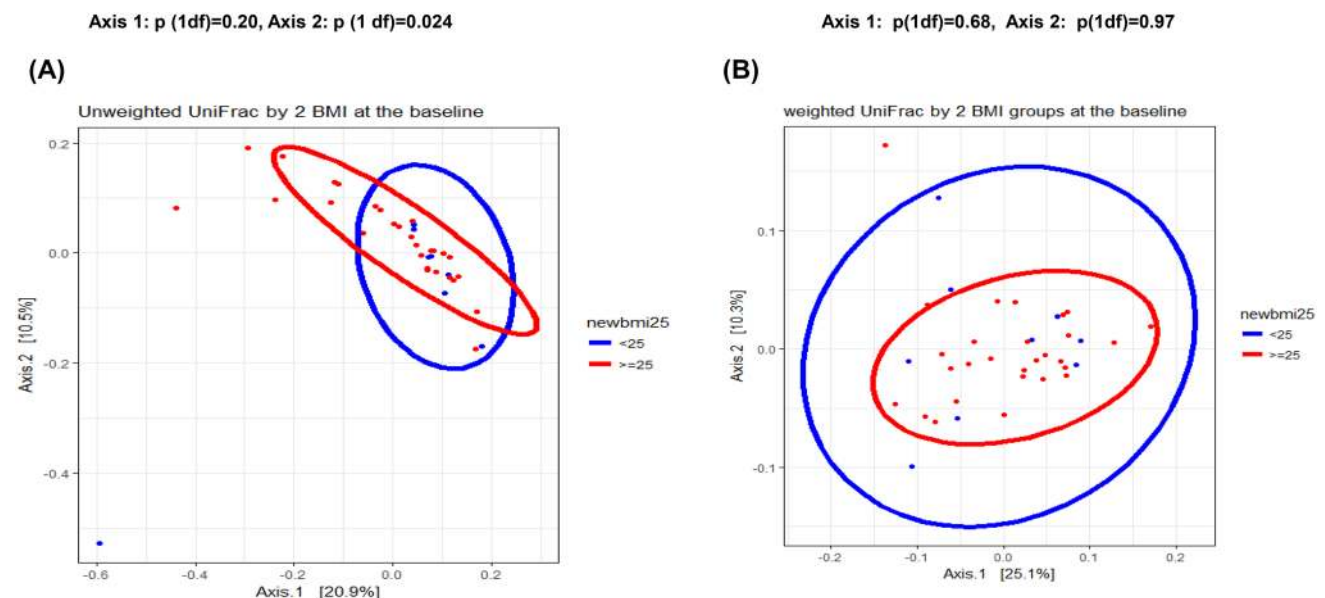 Axis 1: p (1df)=0.20, Axis 2: p (1 df)=0.024
Axis 1: p(1df)=0.68, Axis 2: p(1df)=0.97
(A)
Unweighted UniFrac by 2 BMI at the baseline
0.2
0.0
-0.2
-0.4
Axis.2 [10.5%]
-0.6
-0.4
-0.2
0.0
0.2
Axis.1 [20.9%]
newbmi25
<25
>=25
(B)
weighted UniFrac by 2 BMI groups at the baseline
0.1
0.0
-0.1
Axis.2 [10.3%]
-0.2
-0.1
0.0
0.1
0.2
Axis.1 [25.1%]
newbmi25
<25
>=25